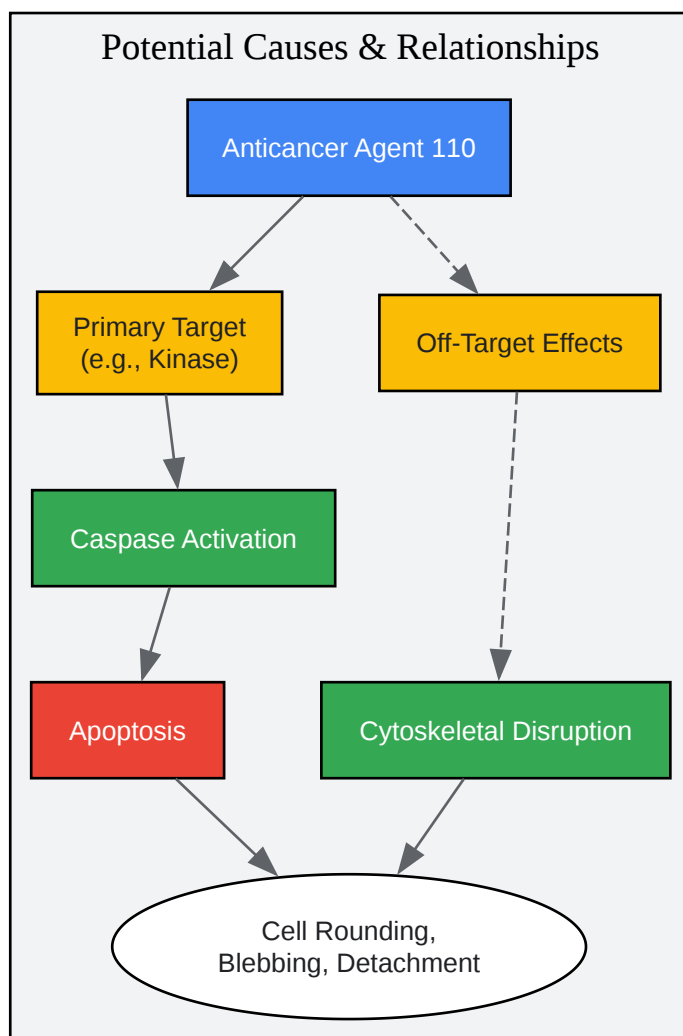 Potential Causes & Relationships
Anticancer Agent 110
Primary Target
(e.g., Kinase)
Off-Target Effects
Caspase Activation
Apoptosis
Cytoskeletal Disruption
Cell Rounding,
Blebbing, Detachment